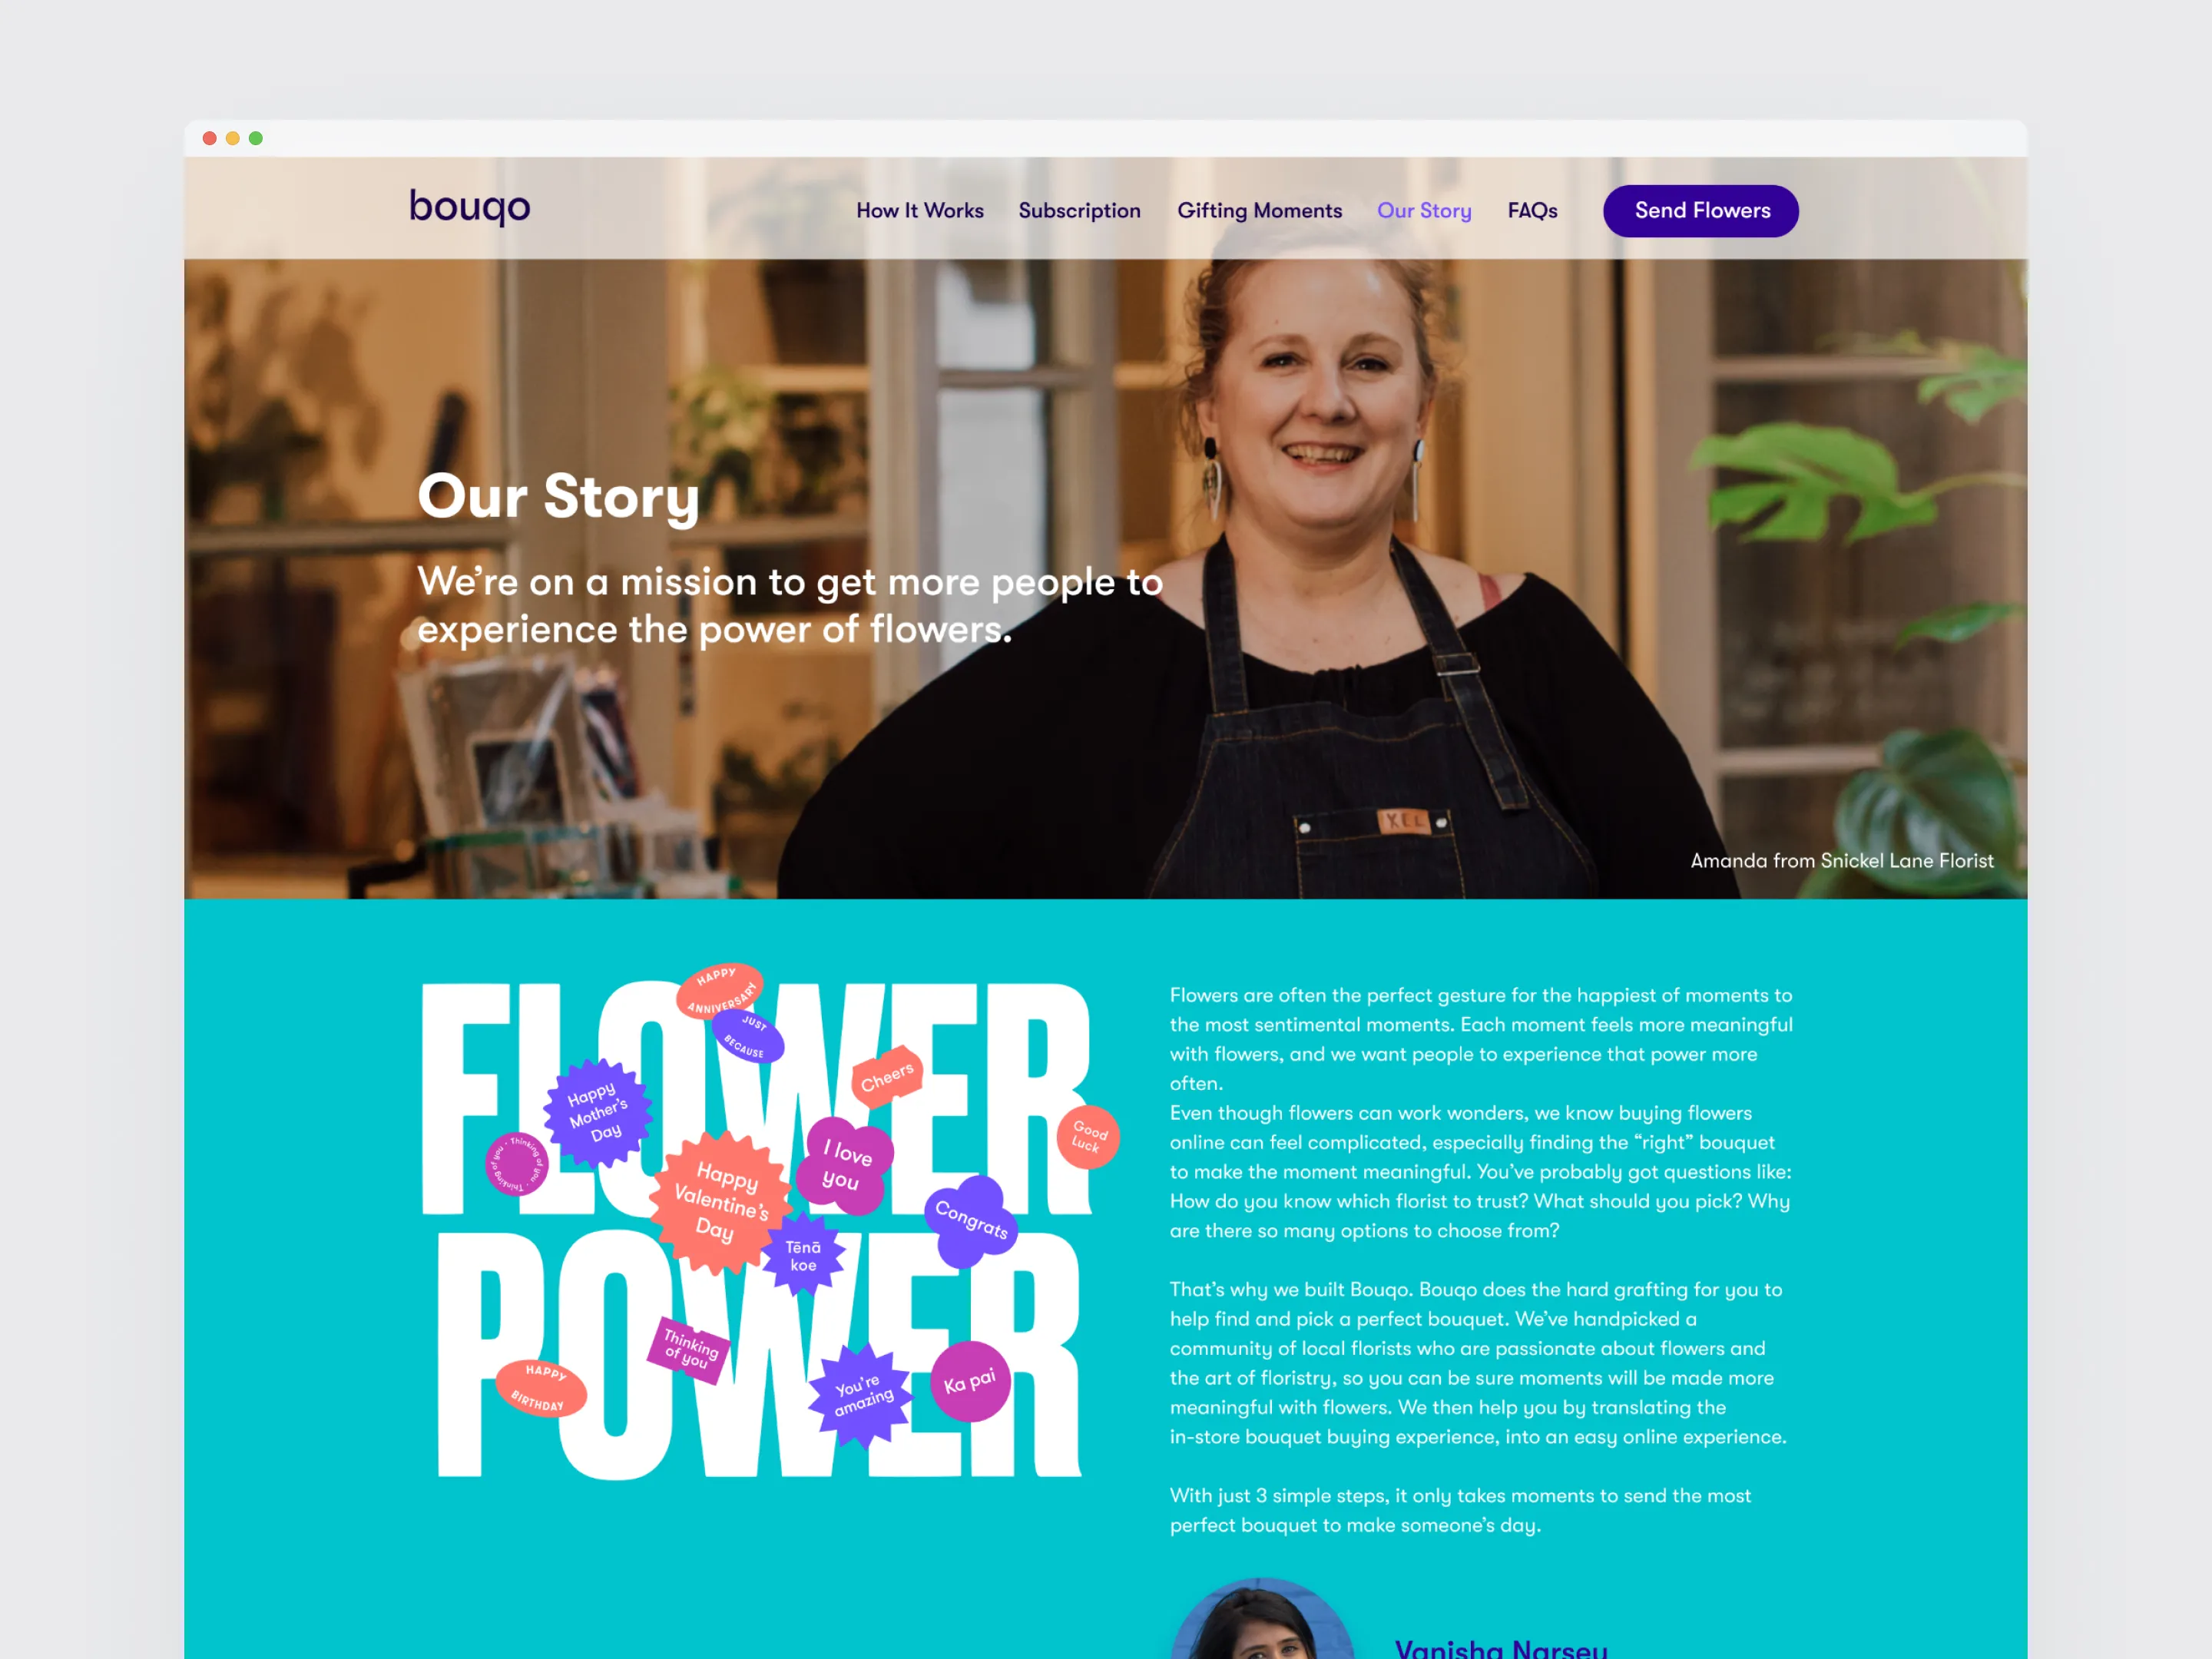 bouqo
How It Works
Subscription
Gifting Moments
Our Story
FAQs
Send Flowers
Our Story
We’re on a mission to get more people to
experience the power of flowers.
XEL
Amanda from Snickel Lane Florist
FLOWER
POWER
HAPPY
ANNIVERSARY
JUST
BECAUSE
Happy
Mother’s
Day
Cheers
Thinking of you · Thinking of you ·
Happy
Valentine’s
Day
I love
you
Good
Luck
Congrats
Tēnā
koe
Thinking
of you
HAPPY
BIRTHDAY
You’re
amazing
Ka pai
Flowers are often the perfect gesture for the happiest of moments to
the most sentimental moments. Each moment feels more meaningful
with flowers, and we want people to experience that power more
often.
Even though flowers can work wonders, we know buying flowers
online can feel complicated, especially finding the “right” bouquet
to make the moment meaningful. You’ve probably got questions like:
How do you know which florist to trust? What should you pick? Why
are there so many options to choose from?
That’s why we built Bouqo. Bouqo does the hard grafting for you to
help find and pick a perfect bouquet. We’ve handpicked a
community of local florists who are passionate about flowers and
the art of floristry, so you can be sure moments will be made more
meaningful with flowers. We then help you by translating the
in-store bouquet buying experience, into an easy online experience.
With just 3 simple steps, it only takes moments to send the most
perfect bouquet to make someone’s day.
Vanisha Narsey